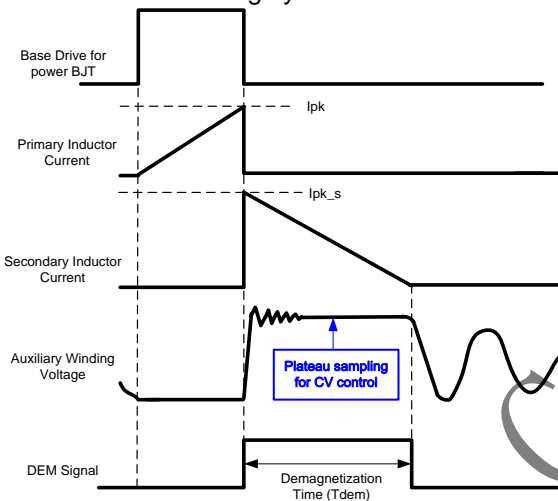 Base Drive for
power BJT
Ipk
Primary Inductor
Current
Ipk_s
Secondary Inductor
Current
Auxiliary Winding
Voltage
Plateau sampling
for CV control
DEM Signal
Demagnetization
Time (Tdem)